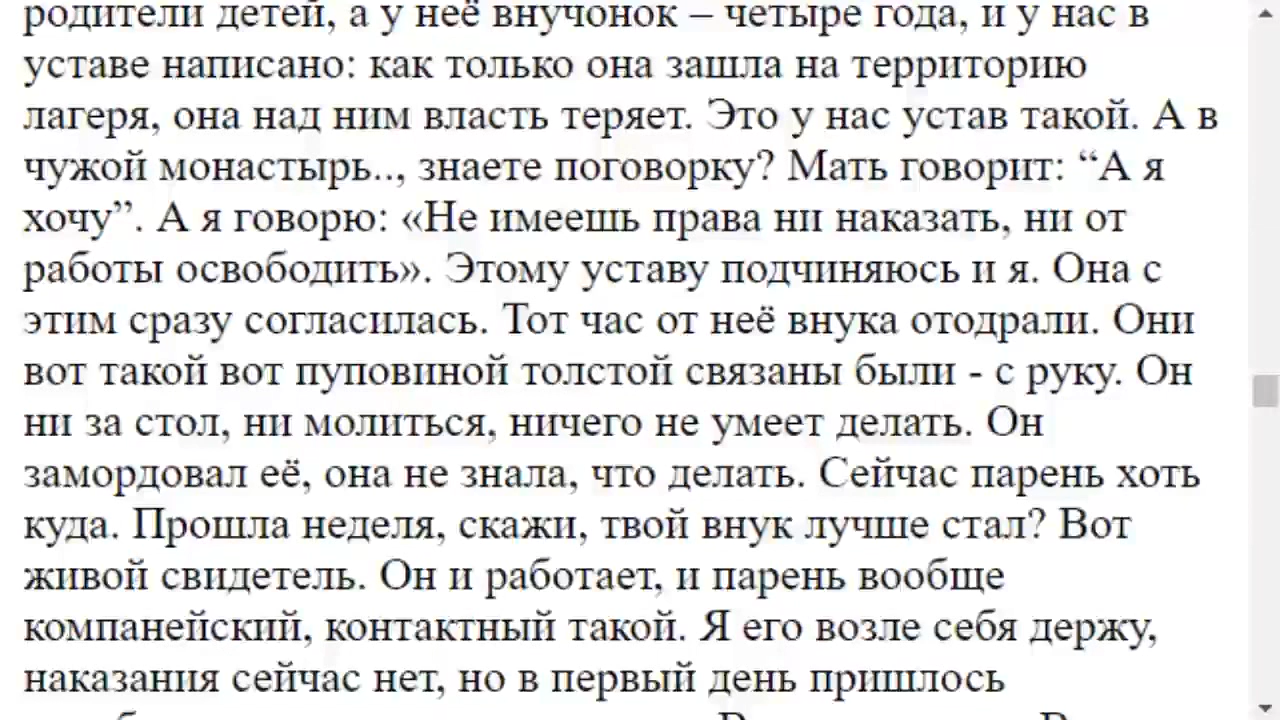 родители детей, а у неё внучонок – четыре года, и у нас в
уставе написано: как только она зашла на территорию
лагеря, она над ним власть теряет. Это у нас устав такой. А в
чужой монастырь.., знаете поговорку? Мать говорит: “А я
хочу”. А я говорю: «Не имеешь права ни наказать, ни от
работы освободить». Этому уставу подчиняюсь и я. Она с
этим сразу согласилась. Тот час от неё внука отодрали. Они
вот такой вот пуповиной толстой связаны были - с руку. Он
ни за стол, ни молиться, ничего не умеет делать. Он
замордовал её, она не знала, что делать. Сейчас парень хоть
куда. Прошла неделя, скажи, твой внук лучше стал? Вот
живой свидетель. Он и работает, и парень вообще
компанейский, контактный такой. Я его возле себя держу,
наказания сейчас нет, но в первый день пришлось